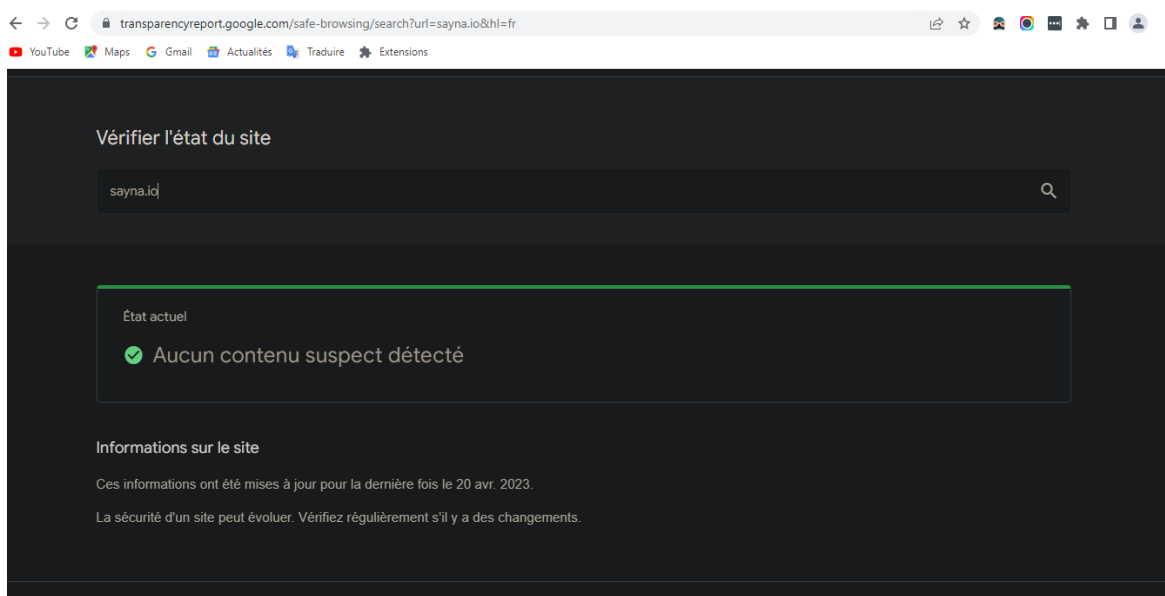 transparencyreport.google.com/safe-browsing/search?url=sayna.io&hl=fr
YouTube Maps Gmail Actualités Traduire Extensions
Vérifier l'état du site
sayna.io
État actuel
Aucun contenu suspect détecté
Informations sur le site
Ces informations ont été mises à jour pour la dernière fois le 20 avr. 2023.
La sécurité d'un site peut évoluer. Vérifiez régulièrement s'il y a des changements.